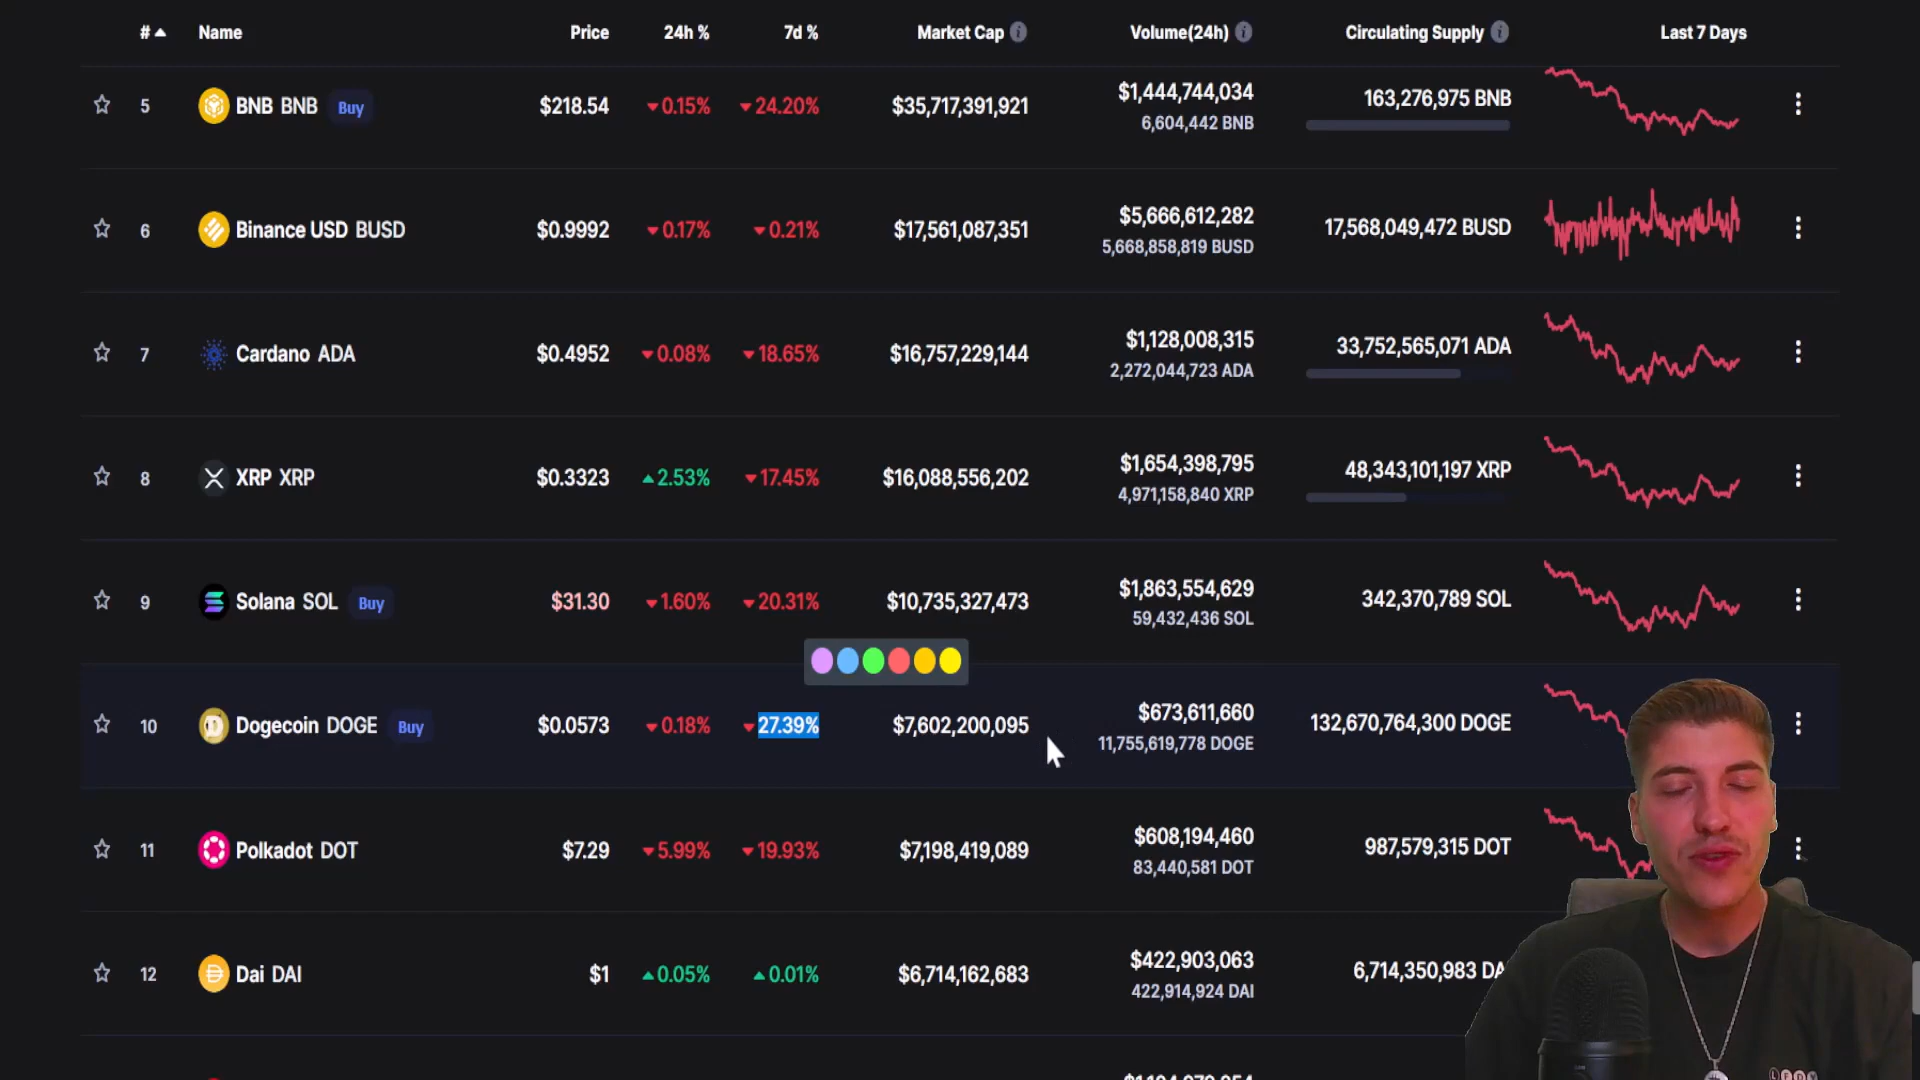 # Name Price 24h % 7d % Market Cap Volume(24h) Circulating Supply Last 7 Days
5 BNB BNB Buy $218.54 0.15% 24.20% $35,717,391,921 $1,444,744,034 163,276,975 BNB
6,604,442 BNB
6 Binance USD BUSD $0.9992 0.17% 0.21% $17,561,087,351 $5,666,612,282 17,568,049,472 BUSD
5,668,858,819 BUSD
7 Cardano ADA $0.4952 0.08% 18.65% $16,757,229,144 $1,128,008,315 33,752,565,071 ADA
2,272,044,723 ADA
8 XRP XRP $0.3323 2.53% 17.45% $16,088,556,202 $1,654,398,795 48,343,101,197 XRP
4,971,158,840 XRP
9 Solana SOL Buy $31.30 1.60% 20.31% $10,735,327,473 $1,863,554,629 342,370,789 SOL
59,432,436 SOL
10 Dogecoin DOGE Buy $0.0573 0.18% 27.39% $7,602,200,095 $673,611,660 132,670,764,300 DOGE
11,755,619,778 DOGE
11 Polkadot DOT $7.29 5.99% 19.93% $7,198,419,089 $608,194,460 987,579,315 DOT
83,440,581 DOT
12 Dai DAI $1 0.05% 0.01% $6,714,162,683 $422,903,063 6,714,350,983 DA
422,914,924 DAI